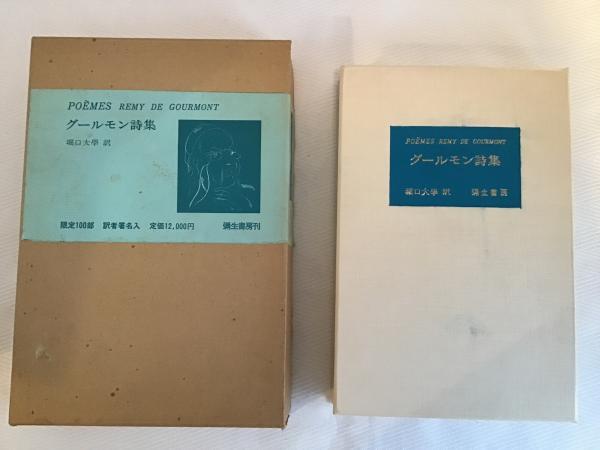 POËMES REMY DE GOURMONT
グールモン詩集
堀口大學 訳
限定100部 訳者署名入 定価12,000円 彌生書房刊
POËMES REMY DE GOURMONT
グールモン詩集
堀口大學 訳 彌生書房